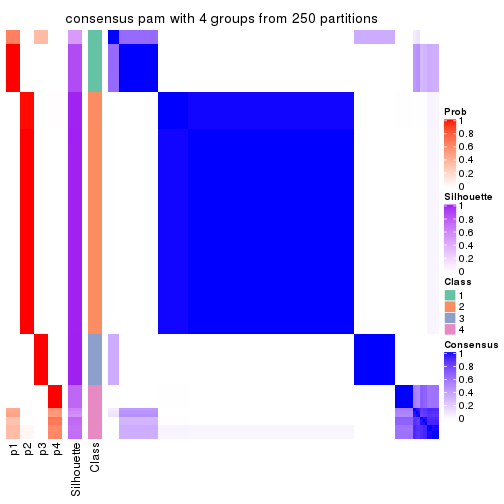 consensus pam with 4 groups from 250 partitions
Prob
1
0.8
0.6
0.4
0.2
0
Silhouette
1
0.8
0.6
0.4
0.2
0
Class
1
2
3
4
Consensus
1
0.8
0.6
0.4
0.2
0
p1
p2
p3
p4
Silhouette
Class